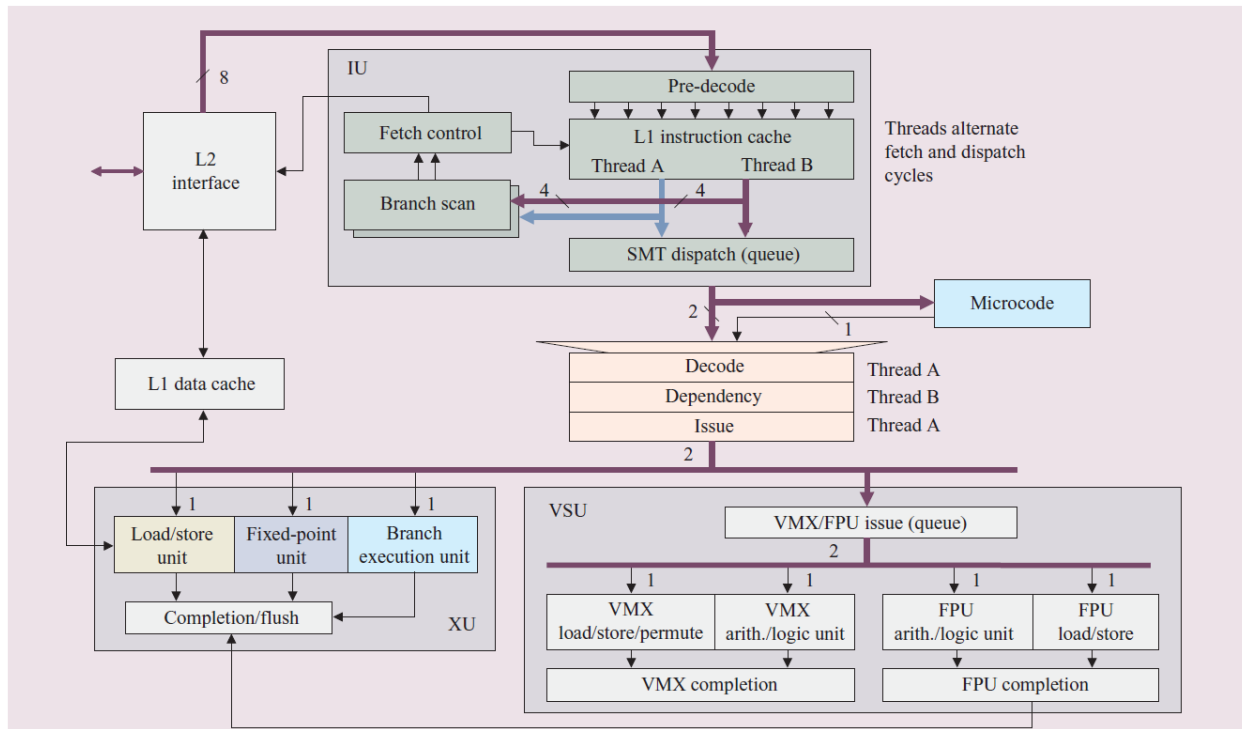 8
IU
Pre-decode
Fetch control
L1 instruction cache
Thread A
Thread B
Threads alternate
fetch and dispatch
cycles
L2
interface
4
4
Branch scan
SMT dispatch (queue)
2
1
Microcode
Decode
Thread A
L1 data cache
Dependency
Thread B
Issue
Thread A
2
1
1
1
VSU
VMX/FPU issue (queue)
Load/store
unit
Fixed-point
unit
Branch
execution unit
2
1
1
1
1
Completion/flush
XU
VMX
load/store/permute
VMX
arith./logic unit
FPU
arith./logic unit
FPU
load/store
VMX completion
FPU completion